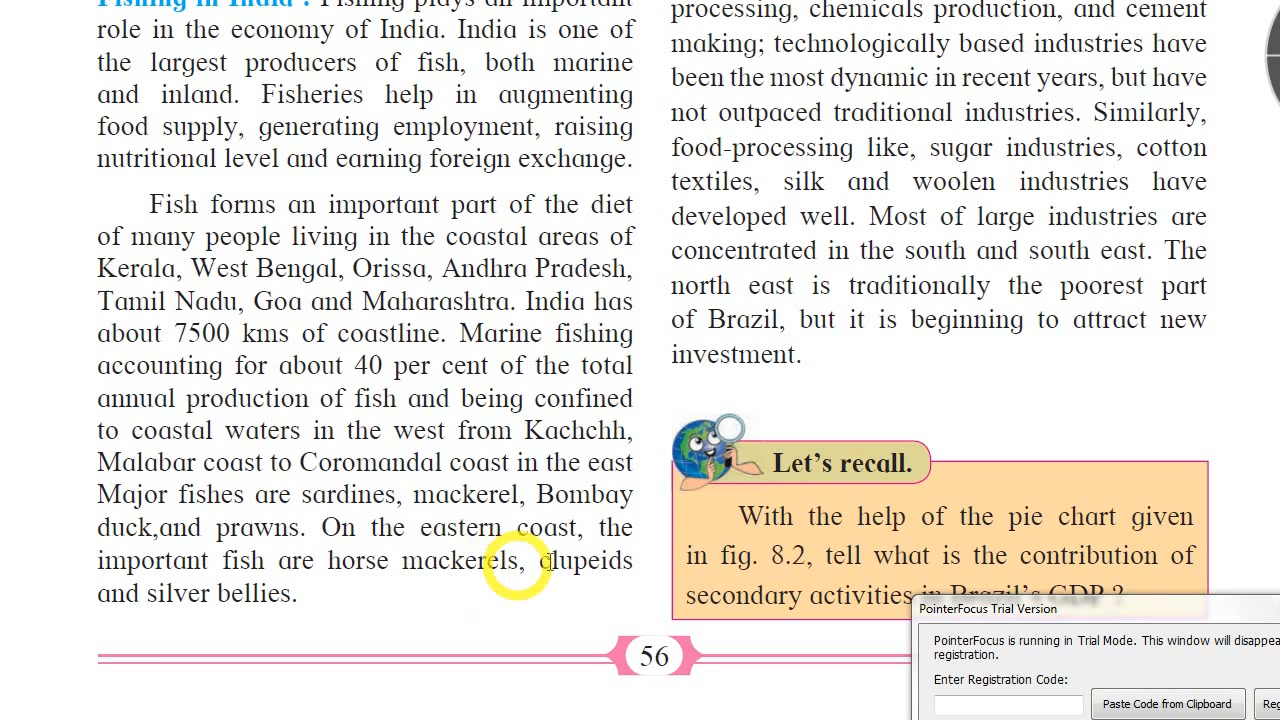 Fishing in India : Fishing plays an important
role in the economy of India. India is one of
the largest producers of fish, both marine
and inland. Fisheries help in augmenting
food supply, generating employment, raising
nutritional level and earning foreign exchange.
Fish forms an important part of the diet
of many people living in the coastal areas of
Kerala, West Bengal, Orissa, Andhra Pradesh,
Tamil Nadu, Goa and Maharashtra. India has
about 7500 kms of coastline. Marine fishing
accounting for about 40 per cent of the total
annual production of fish and being confined
to coastal waters in the west from Kachchh,
Malabar coast to Coromandal coast in the east
Major fishes are sardines, mackerel, Bombay
duck,and prawns. On the eastern coast, the
important fish are horse mackerels, clupeids
and silver bellies.
processing, chemicals production, and cement
making; technologically based industries have
been the most dynamic in recent years, but have
not outpaced traditional industries. Similarly,
food-processing like, sugar industries, cotton
textiles, silk and woolen industries have
developed well. Most of large industries are
concentrated in the south and south east. The
north east is traditionally the poorest part
of Brazil, but it is beginning to attract new
investment.
Let's recall.
With the help of the pie chart given
in fig. 8.2, tell what is the contribution of
secondary activities in Brazil's GDP ?
56
PointerFocus Trial Version
PointerFocus is running in Trial Mode. This window will
registration.
Enter Registration Code:
Paste Code from Clipboard